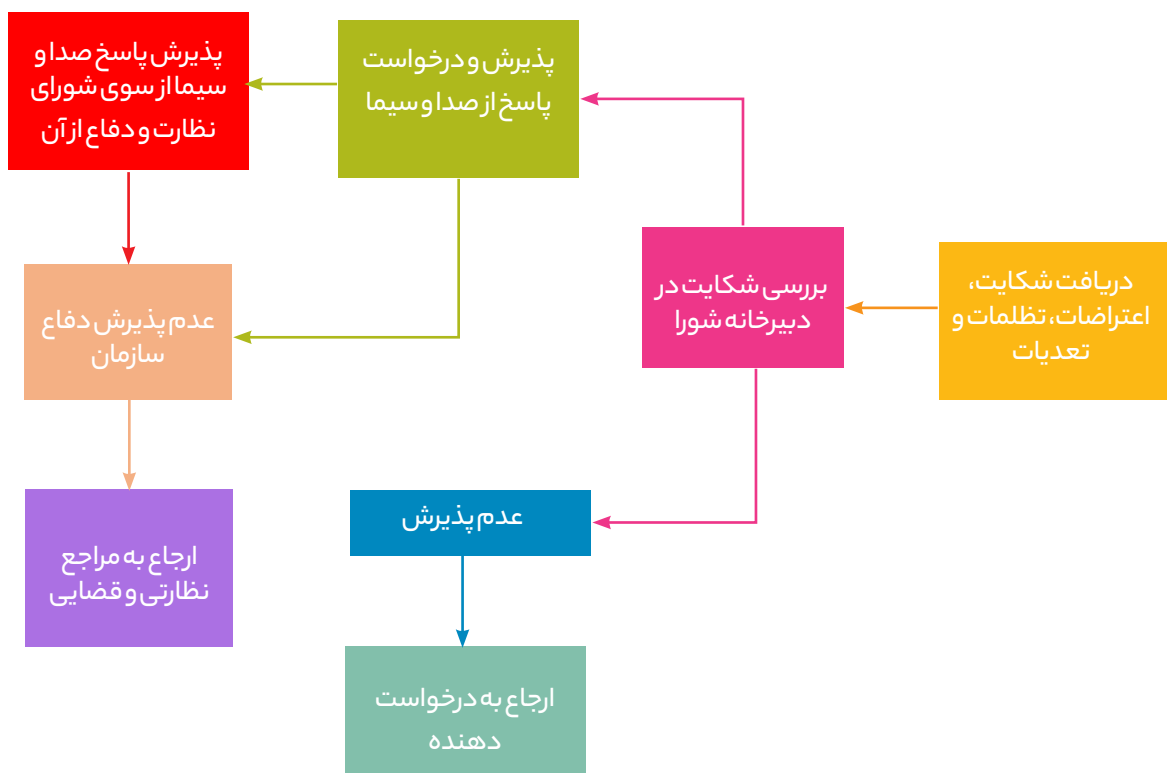 دریافت شکایت،
اعتراضات، تظلمات و
تعدیات
بررسی شکایت در
دبیرخانه شورا
پذیرش و درخواست
پاسخ از صدا و سیما
پذیرش پاسخ صدا و
سیما از سوی شورای
نظارت و دفاع از آن
عدم پذیرش دفاع
سازمان
ارجاع به مراجع
نظارتی و قضایی
عدم پذیرش
ارجاع به درخواست
دهنده